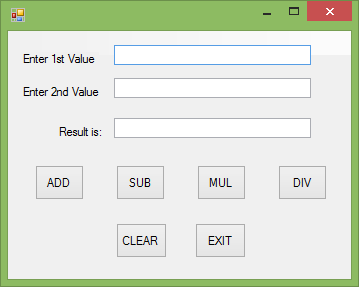 Enter 1st Value
Enter 2nd Value
Result is:
ADD SUB MUL DIV
CLEAR EXIT